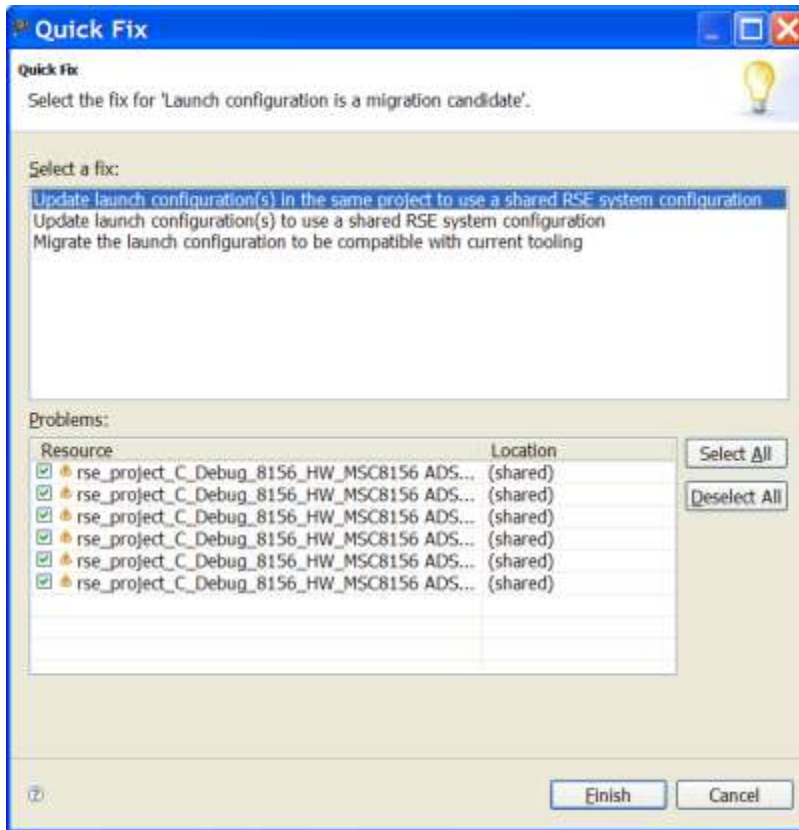 Quick Fix
Quick Fix
Select the fix for 'Launch configuration is a migration candidate'.
Select a fix:
Update launch configuration(s) in the same project to use a shared RSE system configuration
Update launch configuration(s) to use a shared RSE system configuration
Migrate the launch configuration to be compatible with current tooling
Problems:
Resource Location
rse_project_C_Debug_8156_HW_MSC8156 ADS... (shared)
rse_project_C_Debug_8156_HW_MSC8156 ADS... (shared)
rse_project_C_Debug_8156_HW_MSC8156 ADS... (shared)
rse_project_C_Debug_8156_HW_MSC8156 ADS... (shared)
rse_project_C_Debug_8156_HW_MSC8156 ADS... (shared)
rse_project_C_Debug_8156_HW_MSC8156 ADS... (shared)
Select All
Deselect All
?
Finish Cancel